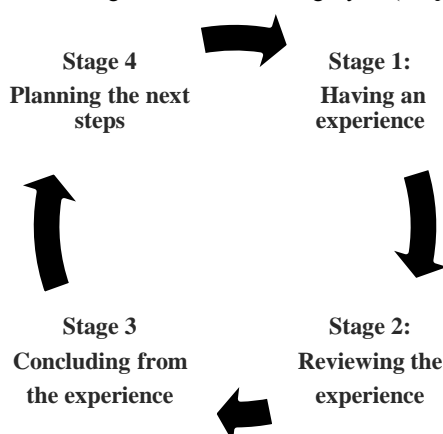 Stage 4
Planning the next
steps
Stage 1:
Having an
experience
Stage 3
Concluding from
the experience
Stage 2:
Reviewing the
experience